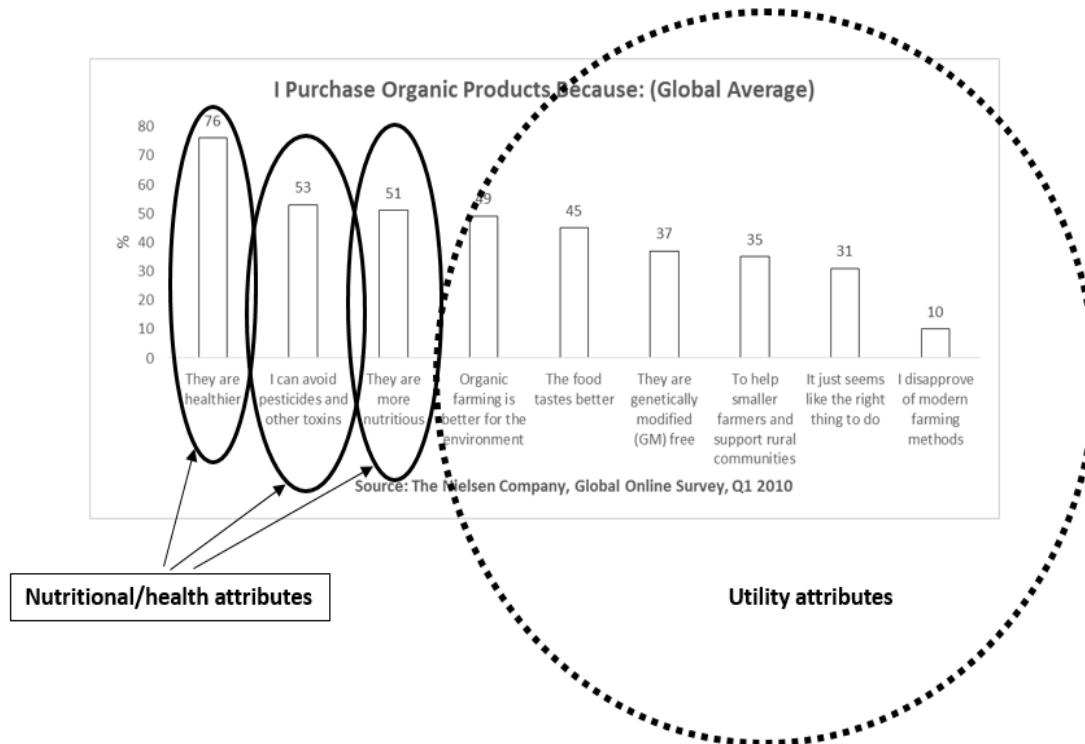 I Purchase Organic Products Because: (Global Average)
80
70
60
50
40
30
20
10
0
%
76
53
51
49
45
37
35
31
10
They are
healthier
I can avoid
pesticides and
other toxins
They are
more
nutritious
Organic
farming is
better for the
environment
The food
tastes better
They are
genetically
modified
(GM) free
To help
smaller
farmers and
support rural
communities
It just seems
like the right
thing to do
I disapprove
of modern
farming
methods
Source: The Nielsen Company, Global Online Survey, Q1 2010
Nutritional/health attributes
Utility attributes